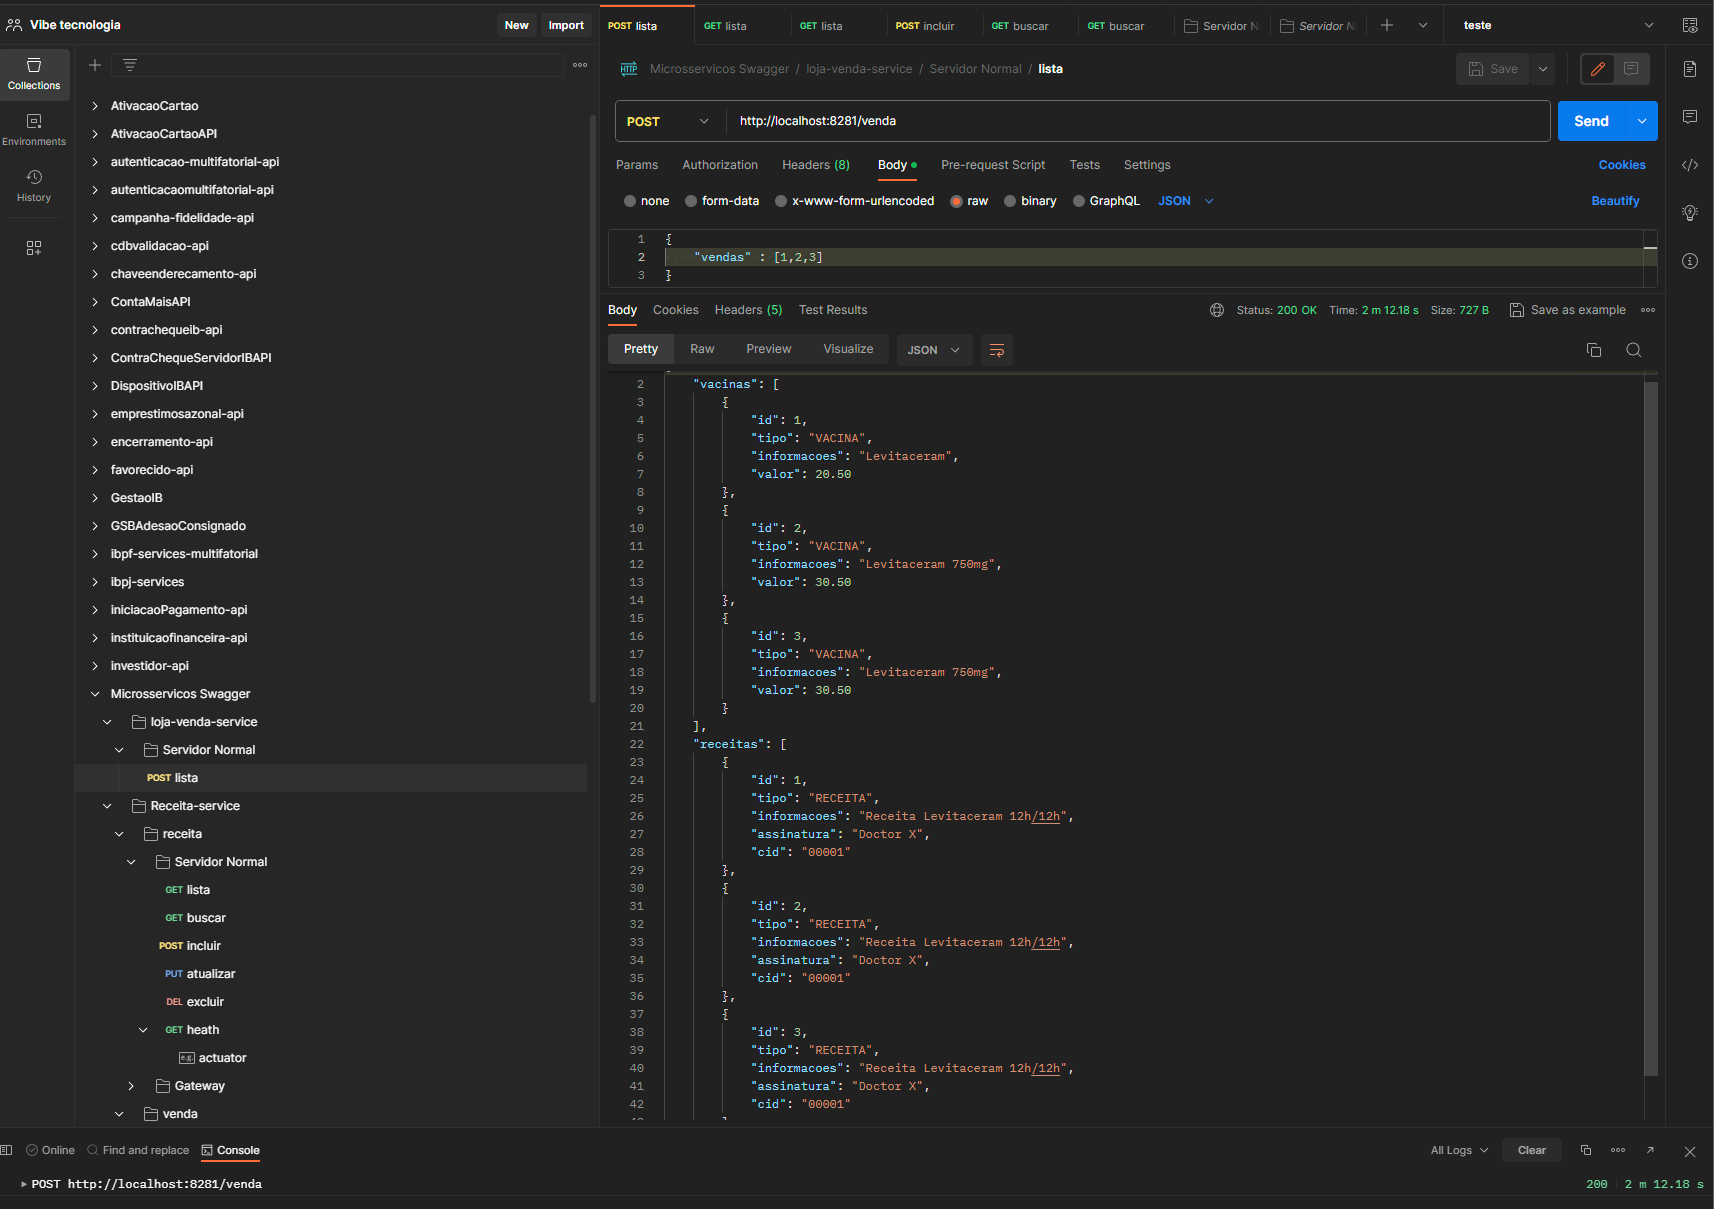 Vibe tecnologia
New
Import
POST lista
GET lista
GET lista
POST incluir
GET buscar
GET buscar
Servidor N
Servidor N
teste
Collections
Environments
History
AtivacaoCartao
AtivacaoCartaoAPI
autenticacao-multifatorial-api
autenticacaomultifatorial-api
campanha-fidelidade-api
cdbvalidacao-api
chaveenderecamento-api
ContaMaisAPI
contrachequeib-api
ContraChequeServidorIBAPI
DispositivoIBAPI
emprestimosazonal-api
encerramento-api
favorecido-api
GestaoIB
GSBAdesaoConsignado
ibpf-services-multifatorial
ibpj-services
iniciacaoPagamento-api
instituicaofinanceira-api
investidor-api
Microsservicos Swagger
loja-venda-service
Servidor Normal
POST lista
Receita-service
receita
Servidor Normal
GET lista
GET buscar
POST incluir
PUT atualizar
DEL excluir
GET heath
e.g. actuator
Gateway
venda
HTTP Microsservicos Swagger / loja-venda-service / Servidor Normal / lista
Save
POST http://localhost:8281/venda
Send
Params Authorization Headers (8) Body Pre-request Script Tests Settings Cookies
none form-data x-www-form-urlencoded raw binary GraphQL JSON Beautify
1 {
2 "vendas" : [1,2,3]
3 }
Body Cookies Headers (5) Test Results Status: 200 OK Time: 2 m 12.18 s Size: 727 B Save as example
Pretty Raw Preview Visualize JSON
2 "vacinas": [
3 {
4 "id": 1,
5 "tipo": "VACINA",
6 "informacoes": "Levitaceram",
7 "valor": 20.50
8 },
9 {
10 "id": 2,
11 "tipo": "VACINA",
12 "informacoes": "Levitaceram 750mg",
13 "valor": 30.50
14 },
15 {
16 "id": 3,
17 "tipo": "VACINA",
18 "informacoes": "Levitaceram 750mg",
19 "valor": 30.50
20 }
21 ],
22 "receitas": [
23 {
24 "id": 1,
25 "tipo": "RECEITA",
26 "informacoes": "Receita Levitaceram 12h/12h",
27 "assinatura": "Doctor X",
28 "cid": "00001"
29 },
30 {
31 "id": 2,
32 "tipo": "RECEITA",
33 "informacoes": "Receita Levitaceram 12h/12h",
34 "assinatura": "Doctor X",
35 "cid": "00001"
36 },
37 {
38 "id": 3,
39 "tipo": "RECEITA",
40 "informacoes": "Receita Levitaceram 12h/12h",
41 "assinatura": "Doctor X",
42 "cid": "00001"
Online Find and replace Console All Logs Clear
POST http://localhost:8281/venda 200 2 m 12.18 s